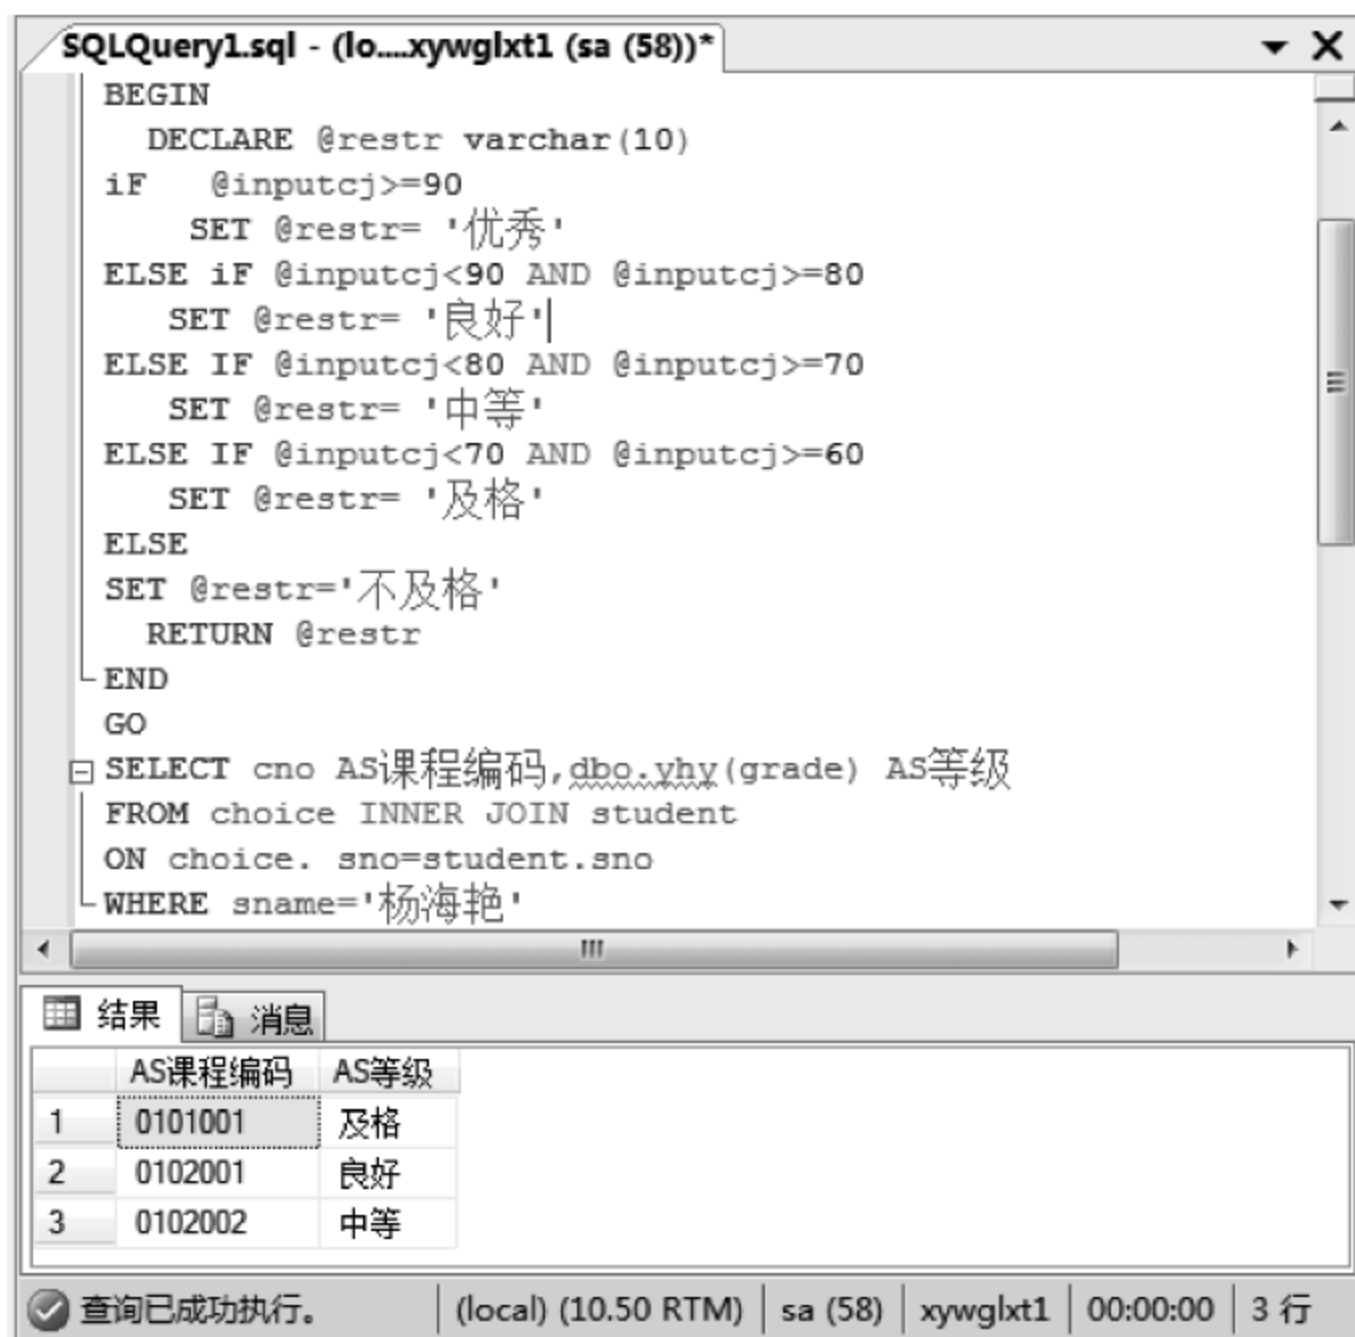 SQLQuery1.sql - (lo....xywglxt1 (sa (58))*
BEGIN
DECLARE @restr varchar(10)
iF @inputcj>=90
SET @restr= '优秀'
ELSE iF @inputcj<90 AND @inputcj>=80
SET @restr= '良好'
ELSE IF @inputcj<80 AND @inputcj>=70
SET @restr= '中等'
ELSE IF @inputcj<70 AND @inputcj>=60
SET @restr= '及格'
ELSE
SET @restr='不及格'
RETURN @restr
END
GO
SELECT cno AS课程编码,dbo.yhy(grade) AS等级
FROM choice INNER JOIN student
ON choice. sno=student.sno
WHERE sname='杨海艳'
结果 消息
AS课程编码 AS等级
1 0101001 及格
2 0102001 良好
3 0102002 中等
查询已成功执行。 (local) (10.50 RTM) sa (58) xywglxt1 00:00:00 3 行